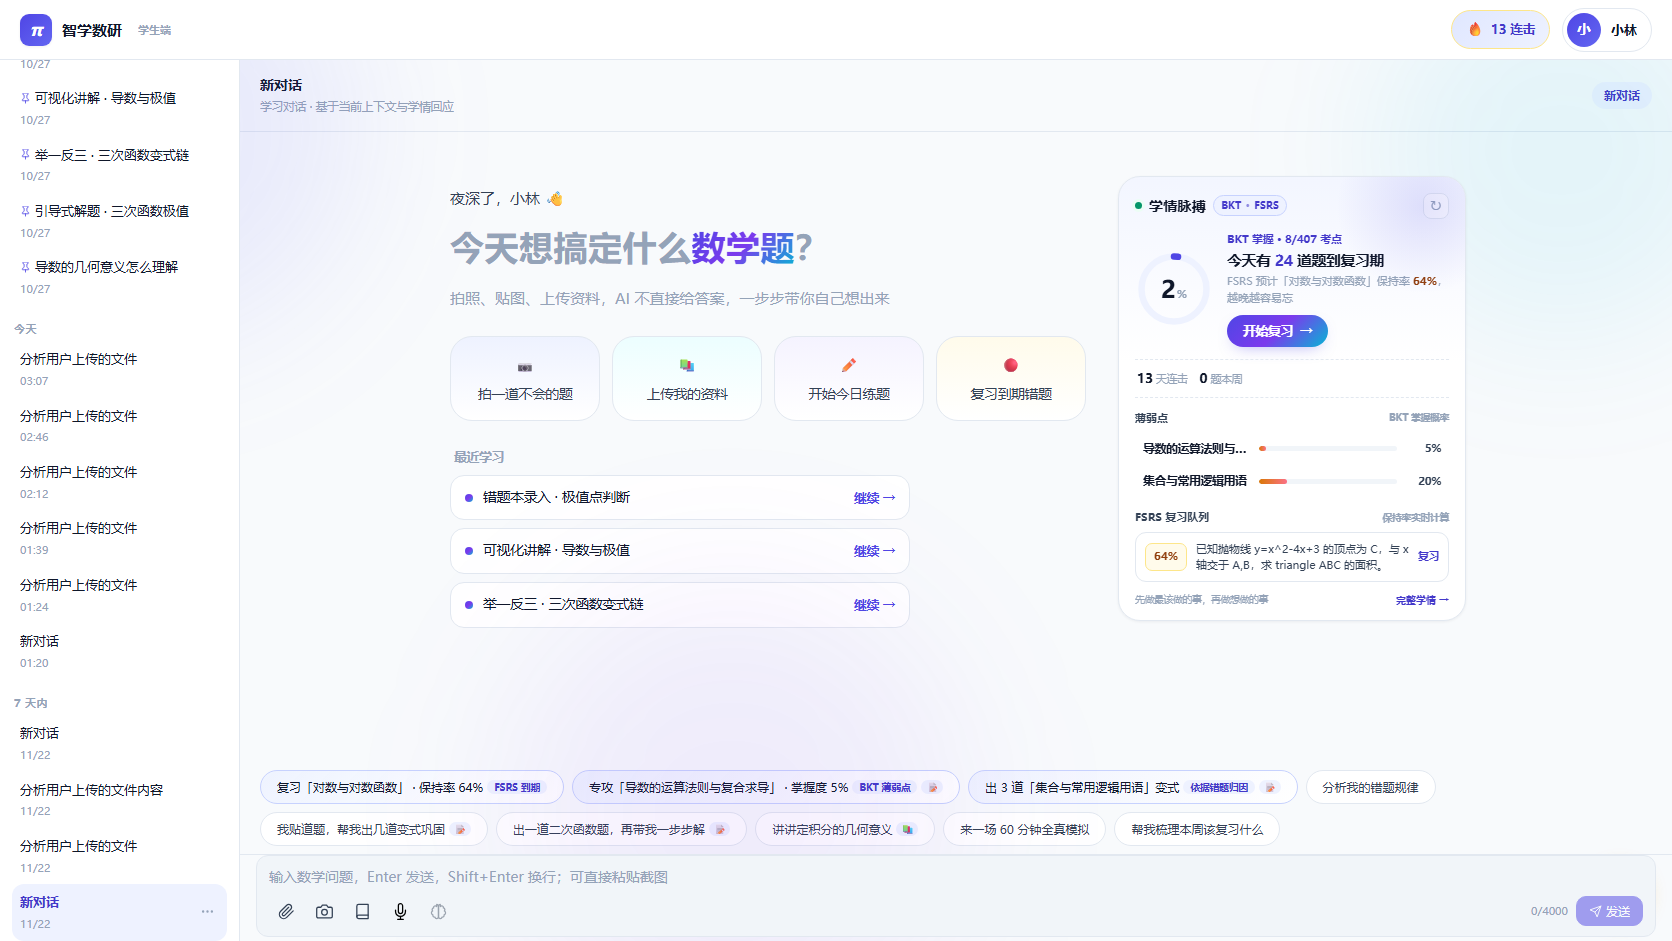 π 智学数研 学生端
🔥 13 连击
小 小林
10/27
可视化讲解 · 导数与极值
10/27
举一反三 · 三次函数变式链
10/27
引导式解题 · 三次函数极值
10/27
导数的几何意义怎么理解
10/27
今天
分析用户上传的文件
03:07
分析用户上传的文件
02:46
分析用户上传的文件
02:12
分析用户上传的文件
01:39
分析用户上传的文件
01:24
新对话
01:20
7 天内
新对话
11/22
分析用户上传的文件内容
11/22
分析用户上传的文件
11/22
新对话
11/22
新对话
学习对话 · 基于当前上下文与学情回应
新对话
夜深了，小林 👋
今天想搞定什么数学题?
拍照、贴图、上传资料，AI 不直接给答案，一步步带你自己想出来
拍一道不会的题
上传我的资料
开始今日练题
复习到期错题
最近学习
错题本录入 · 极值点判断 继续 →
可视化讲解 · 导数与极值 继续 →
举一反三 · 三次函数变式链 继续 →
学情脉搏 BKT · FSRS
2%
BKT 掌握 • 8/407 考点
今天有 24 道题到复习期
FSRS 预计「对数与对数函数」保持率 64%，
越晚越容易忘
开始复习 →
13 天连击 0 题本周
薄弱点 BKT 掌握概率
导数的运算法则与... 5%
集合与常用逻辑用语 20%
FSRS 复习队列 保持率实时计算
64% 已知抛物线 y=x^2-4x+3 的顶点为 C，与 x
轴交于 A,B，求 triangle ABC 的面积。
复习
先做最该做的事，再做想做的事 完整学情 →
复习「对数与对数函数」· 保持率 64% FSRS 到期
专攻「导数的运算法则与复合求导」· 掌握度 5% BKT 薄弱点
出 3 道「集合与常用逻辑用语」变式 依据错题归因
分析我的错题规律
我贴道题，帮我出几道变式巩固
出一道二次函数题，再带我一步步解
讲讲定积分的几何意义
来一场 60 分钟全真模拟
帮我梳理本周该复习什么
输入数学问题，Enter 发送，Shift+Enter 换行；可直接粘贴截图
0/4000
发送